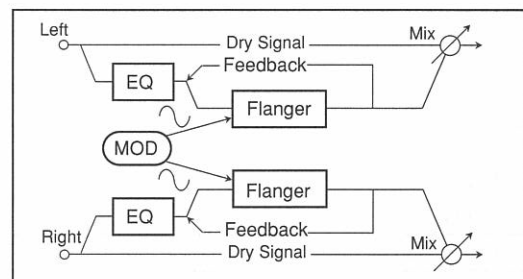 Left
Dry Signal
Mix
Feedback
EQ
Flanger
MOD
Flanger
EQ
Feedback
Right
Dry Signal
Mix